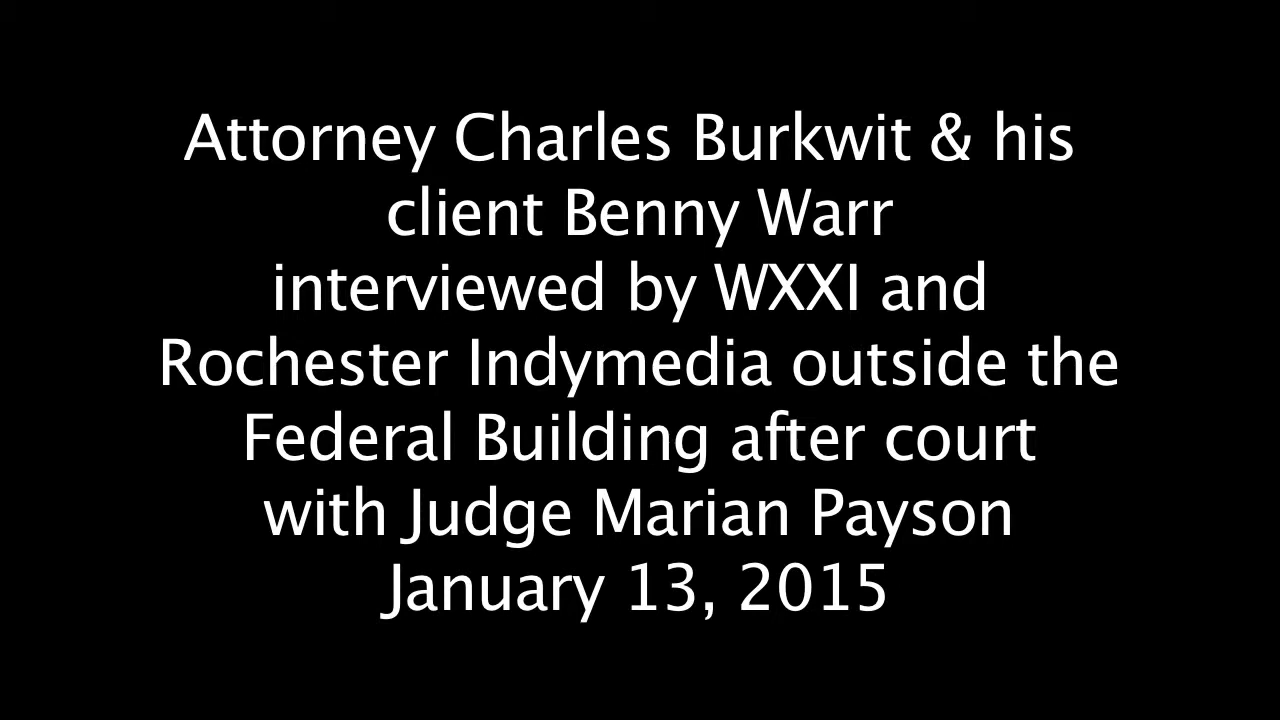 Attorney Charles Burkwit & his
client Benny Warr
interviewed by WXXI and
Rochester Indymedia outside the
Federal Building after court
with Judge Marian Payson
January 13, 2015